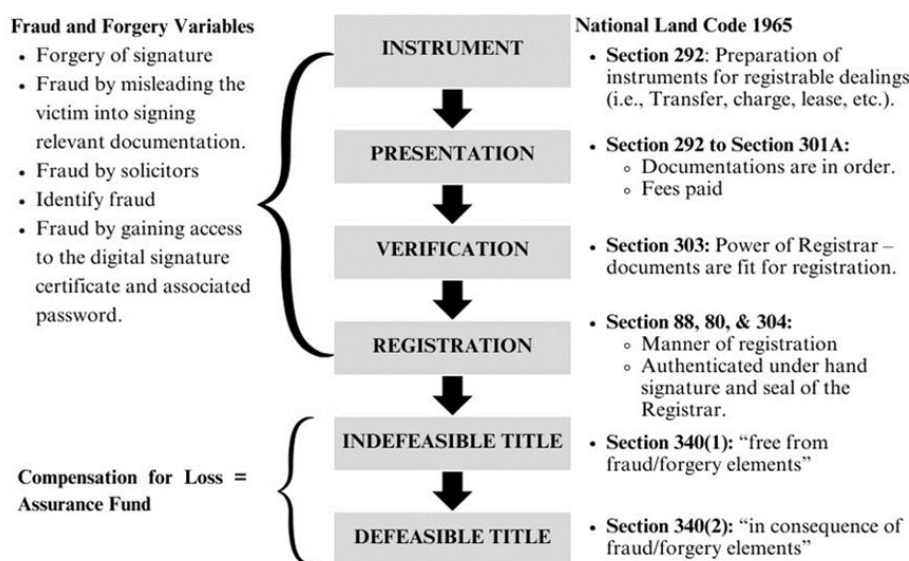 Fraud and Forgery Variables
• Forgery of signature
• Fraud by misleading the
victim into signing
relevant documentation.
• Fraud by solicitors
• Identify fraud
• Fraud by gaining access
to the digital signature
certificate and associated
password.
Compensation for Loss =
Assurance Fund
INSTRUMENT
PRESENTATION
VERIFICATION
REGISTRATION
INDEFEASIBLE TITLE
DEFEASIBLE TITLE
National Land Code 1965
• Section 292: Preparation of
instruments for registrable dealings
(i.e., Transfer, charge, lease, etc.).
• Section 292 to Section 301A:
◦ Documentations are in order.
◦ Fees paid
• Section 303: Power of Registrar –
documents are fit for registration.
• Section 88, 80, & 304:
◦ Manner of registration
◦ Authenticated under hand
signature and seal of the
Registrar.
• Section 340(1): “free from
fraud/forgery elements”
• Section 340(2): “in consequence of
fraud/forgery elements”